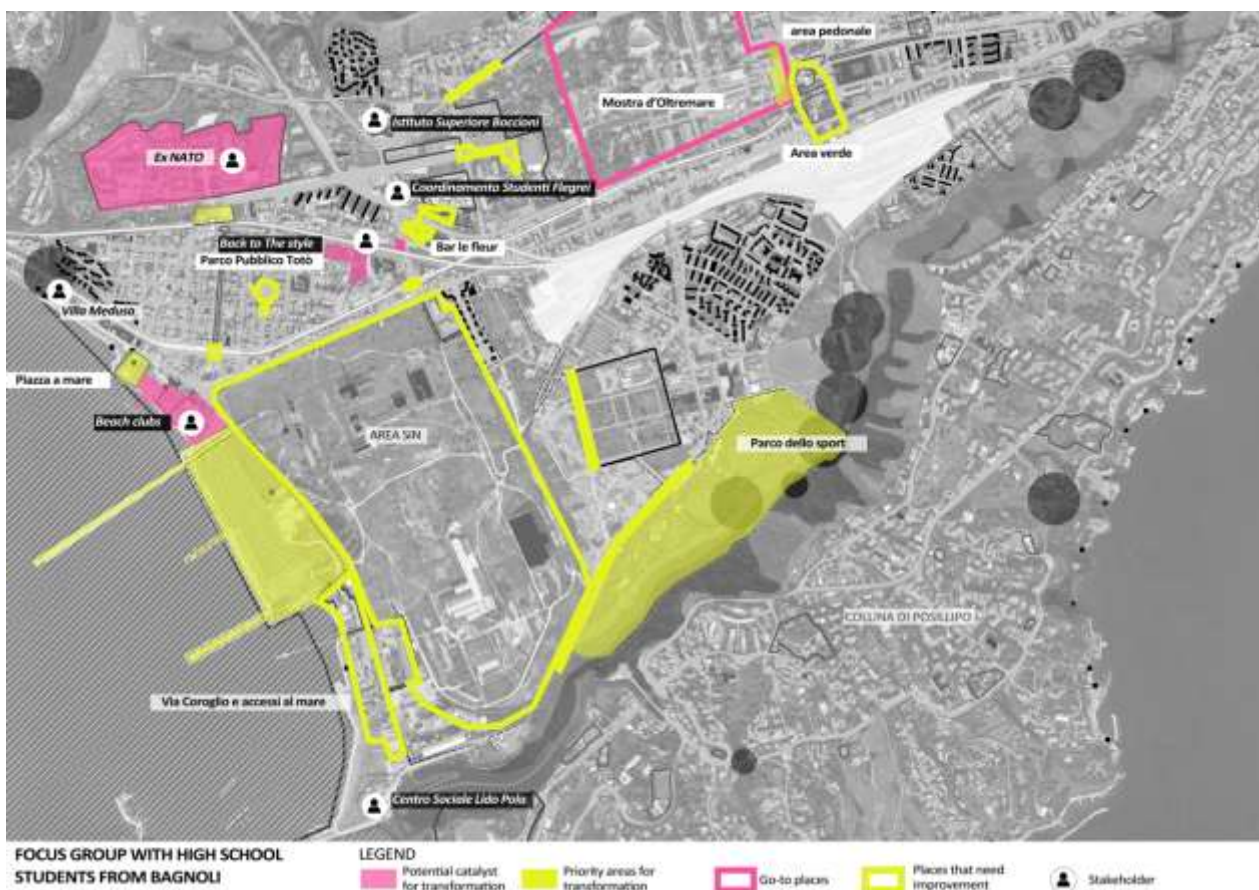 area pedonale
Mostra d'Oltremare
Istituto Superiore Boccioni
Ex NATO
Area verde
Coordinamento Studenti Flegrei
Back to The style
Bar le fleur
Parco Pubblico Totò
Villa Medusa
Piazza a mare
Beach clubs
AREA SIN
Parco dello sport
COLLINA DI POSILLIPO
Via Coroglio e accessi al mare
Centro Sociale Lido Pola
FOCUS GROUP WITH HIGH SCHOOL
STUDENTS FROM BAGNOLI
LEGEND
Potential catalyst
for transformation
Priority areas for
transformation
Go-to places
Places that need
improvement
Stakeholder